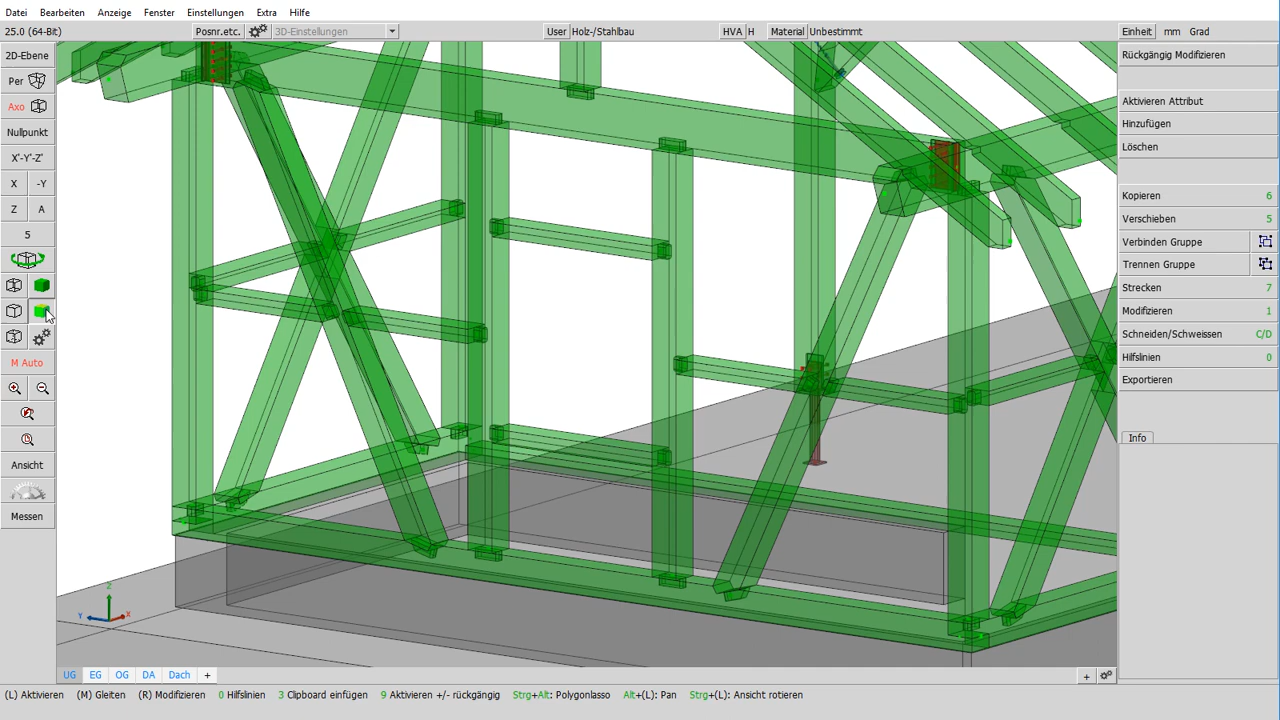 Datei Bearbeiten Anzeige Fenster Einstellungen Extra Hilfe
25.0 (64-Bit) Posnr.etc. 3D-Einstellungen User Holz-/Stahlbau HVA H Material Unbestimmt Einheit mm Grad
2D-Ebene
Per
Axo
Nullpunkt
X'-Y'-Z'
X -Y
Z A
5
M Auto
Ansicht
Messen
Rückgängig Modifizieren
Aktivieren Attribut
Hinzufügen
Löschen
Kopieren 6
Verschieben 5
Verbinden Gruppe
Trennen Gruppe
Strecken 7
Modifizieren 1
Schneiden/Schweissen C/D
Hilfslinien 0
Exportieren
Info
Z
Y X
UG EG OG DA Dach +
+
(L) Aktivieren (M) Gleiten (R) Modifizieren 0 Hilfslinien 3 Clipboard einfügen 9 Aktivieren +/- rückgängig Strg+Alt: Polygonlasso Alt+(L): Pan Strg+(L): Ansicht rotieren